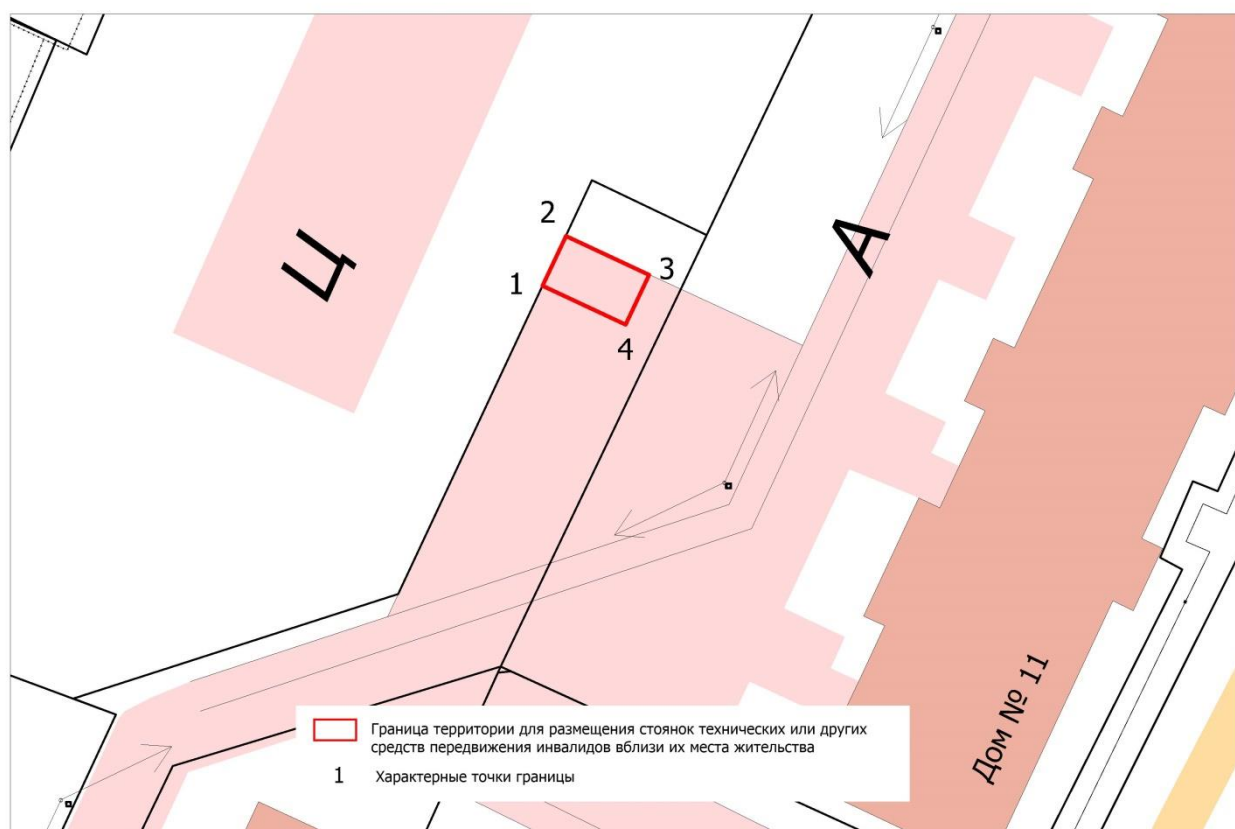 2
3
1
4
Ц
А
Дом № 11
Граница территории для размещения стоянок технических или других
средств передвижения инвалидов вблизи их места жительства
1 Характерные точки границы